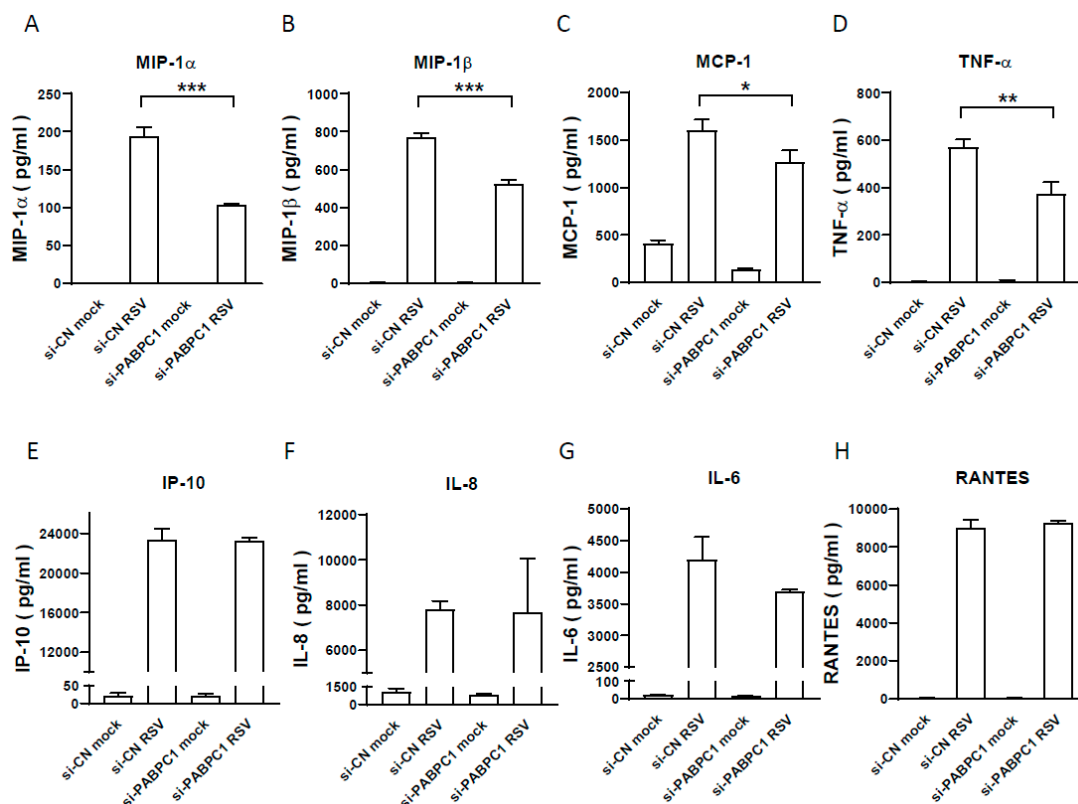 A
MIP-1α
***
MIP-1α ( pg/ml )
250
200
150
100
50
0
si-CN mock
si-CN RSV
si-PABPC1 mock
si-PABPC1 RSV
B
MIP-1β
***
MIP-1β ( pg/ml )
1000
800
600
400
200
0
si-CN mock
si-CN RSV
si-PABPC1 mock
si-PABPC1 RSV
C
MCP-1
*
MCP-1 ( pg/ml )
2000
1500
1000
500
0
si-CN mock
si-CN RSV
si-PABPC1 mock
si-PABPC1 RSV
D
TNF-α
**
TNF-α ( pg/ml )
800
600
400
200
0
si-CN mock
si-CN RSV
si-PABPC1 mock
si-PABPC1 RSV
E
IP-10
IP-10 ( pg/ml )
24000
20000
16000
12000
50
0
si-CN mock
si-CN RSV
si-PABPC1 mock
si-PABPC1 RSV
F
IL-8
IL-8 ( pg/ml )
12000
10000
8000
6000
4000
1500
0
si-CN mock
si-CN RSV
si-PABPC1 mock
si-PABPC1 RSV
G
IL-6
IL-6 ( pg/ml )
5000
4500
4000
3500
3000
2500
100
0
si-CN mock
si-CN RSV
si-PABPC1 mock
si-PABPC1 RSV
H
RANTES
RANTES ( pg/ml )
10000
8000
6000
4000
2000
0
si-CN mock
si-CN RSV
si-PABPC1 mock
si-PABPC1 RSV